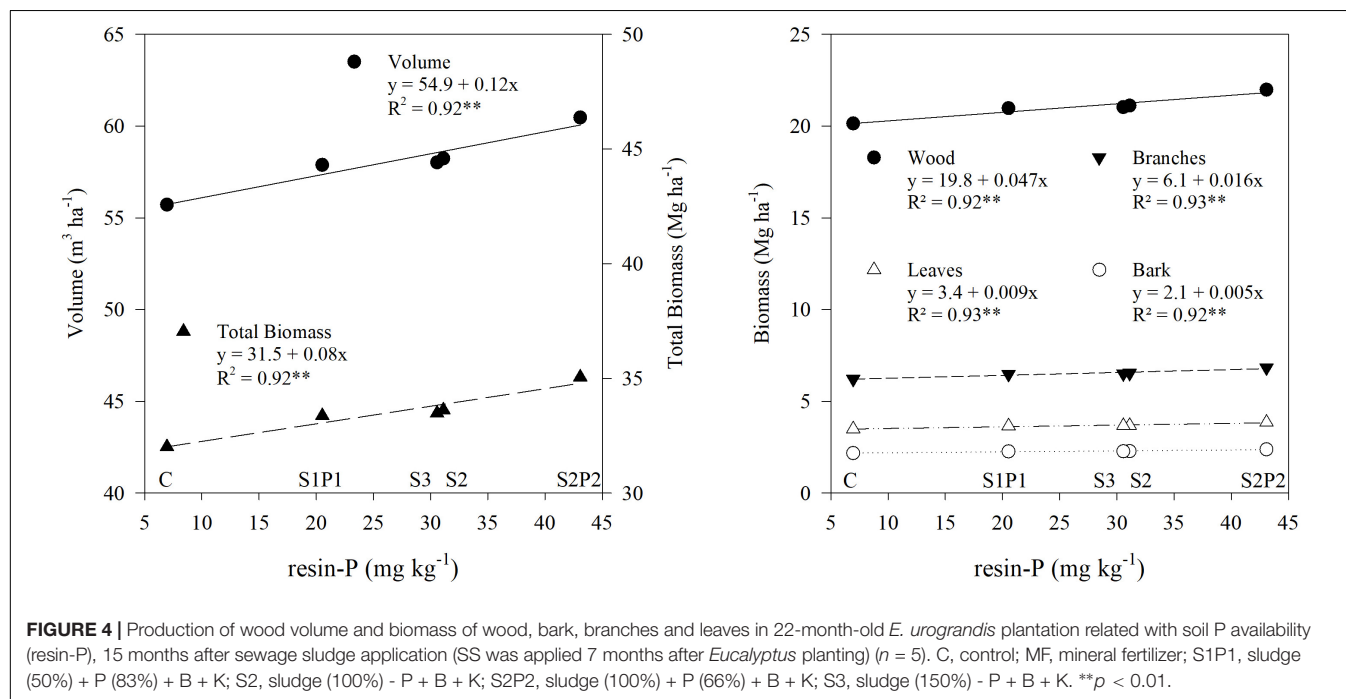 65
60
55
50
45
40
Volume (m³ ha⁻¹)
Volume
y = 54.9 + 0.12x
R² = 0.92**
Total Biomass
y = 31.5 + 0.08x
R² = 0.92**
C
S1P1
S3
S2
S2P2
5
10
15
20
25
30
35
40
45
resin-P (mg kg⁻¹)
50
45
40
35
30
Total Biomass (Mg ha⁻¹)
25
20
15
10
5
0
Biomass (Mg ha⁻¹)
Wood
y = 19.8 + 0.047x
R² = 0.92**
Branches
y = 6.1 + 0.016x
R² = 0.93**
Leaves
y = 3.4 + 0.009x
R² = 0.93**
Bark
y = 2.1 + 0.005x
R² = 0.92**
C
S1P1
S3
S2
S2P2
5
10
15
20
25
30
35
40
45
resin-P (mg kg⁻¹)
FIGURE 4 | Production of wood volume and biomass of wood, bark, branches and leaves in 22-month-old E. urograndis plantation related with soil P availability
(resin-P), 15 months after sewage sludge application (SS was applied 7 months after Eucalyptus planting) (n = 5). C, control; MF, mineral fertilizer; S1P1, sludge
(50%) + P (83%) + B + K; S2, sludge (100%) - P + B + K; S2P2, sludge (100%) + P (66%) + B + K; S3, sludge (150%) - P + B + K. **p < 0.01.